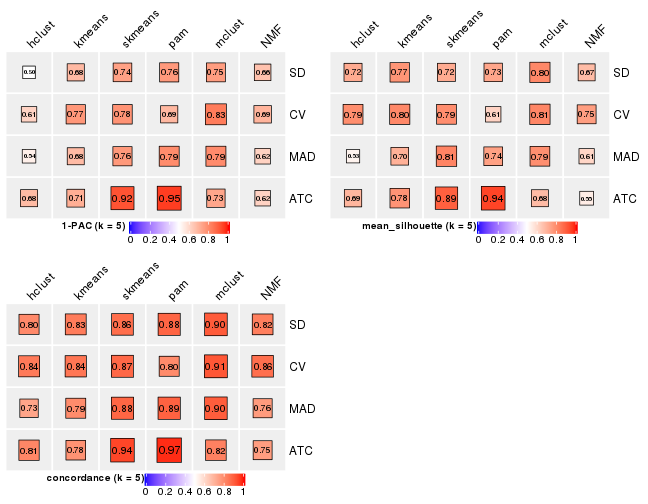 hclust kmeans skmeans pam mclust NMF
0.50 0.68 0.74 0.76 0.75 0.66 SD
0.61 0.77 0.78 0.69 0.83 0.69 CV
0.54 0.68 0.76 0.79 0.79 0.62 MAD
0.68 0.71 0.92 0.95 0.73 0.62 ATC
1-PAC (k = 5)
0 0.2 0.4 0.6 0.8 1
hclust kmeans skmeans pam mclust NMF
0.72 0.77 0.72 0.73 0.80 0.67 SD
0.79 0.80 0.79 0.61 0.81 0.75 CV
0.53 0.70 0.81 0.74 0.79 0.61 MAD
0.69 0.78 0.89 0.94 0.68 0.55 ATC
mean_silhouette (k = 5)
0 0.2 0.4 0.6 0.8 1
hclust kmeans skmeans pam mclust NMF
0.80 0.83 0.86 0.88 0.90 0.82 SD
0.84 0.84 0.87 0.80 0.91 0.86 CV
0.73 0.79 0.88 0.89 0.90 0.76 MAD
0.81 0.78 0.94 0.97 0.82 0.75 ATC
concordance (k = 5)
0 0.2 0.4 0.6 0.8 1